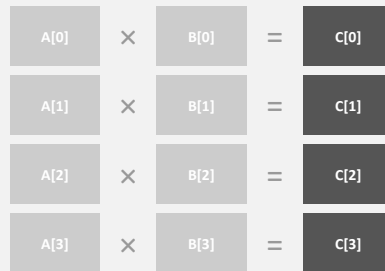 A[0] × B[0] = C[0]
A[1] × B[1] = C[1]
A[2] × B[2] = C[2]
A[3] × B[3] = C[3]